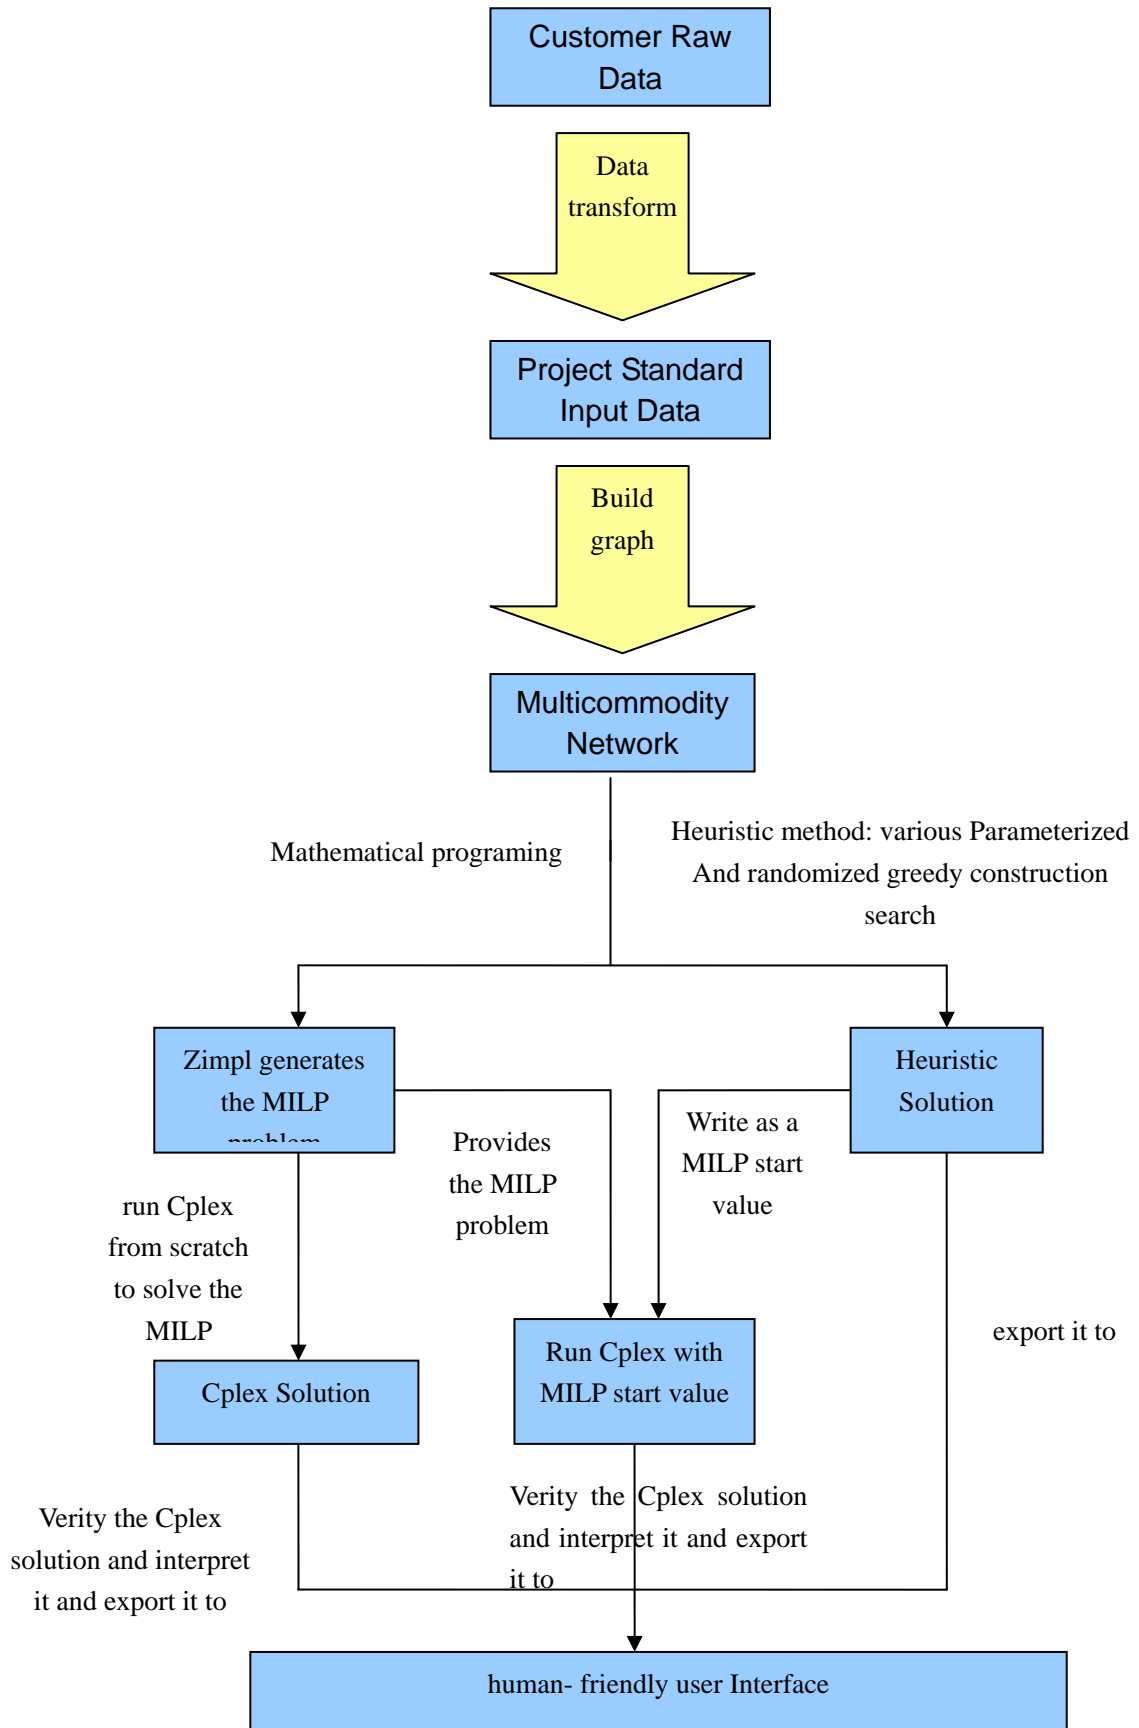 Customer Raw
Data
Data
transform
Project Standard
Input Data
Build
graph
Multicommodity
Network
Mathematical programing
Heuristic method: various Parameterized
And randomized greedy construction
search
Zimpl generates
the MILP
problem
Heuristic
Solution
Provides
the MILP
problem
Write as a
MILP start
value
run Cplex
from scratch
to solve the
MILP
export it to
Cplex Solution
Run Cplex with
MILP start value
Verity the Cplex
solution and interpret
it and export it to
Verity the Cplex solution
and interpret it and export
it to
human- friendly user Interface